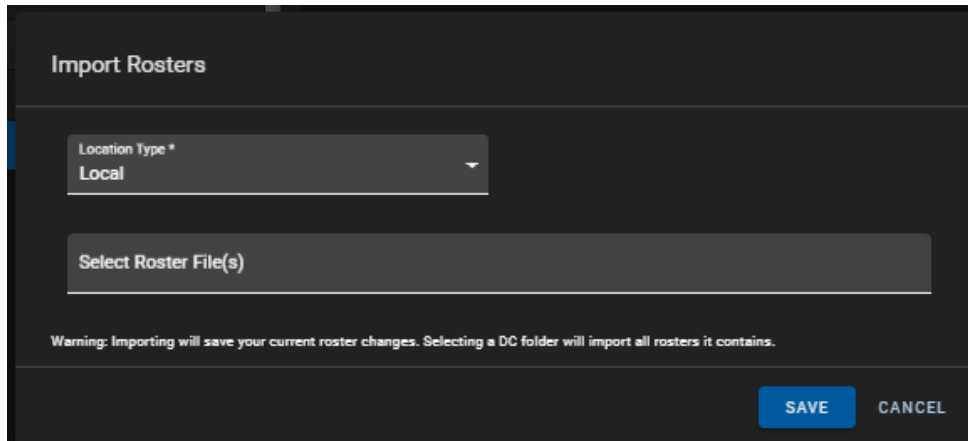 Import Rosters
Location Type *
Local
Select Roster File(s)
Warning: Importing will save your current roster changes. Selecting a DC folder will import all rosters it contains.
SAVE CANCEL